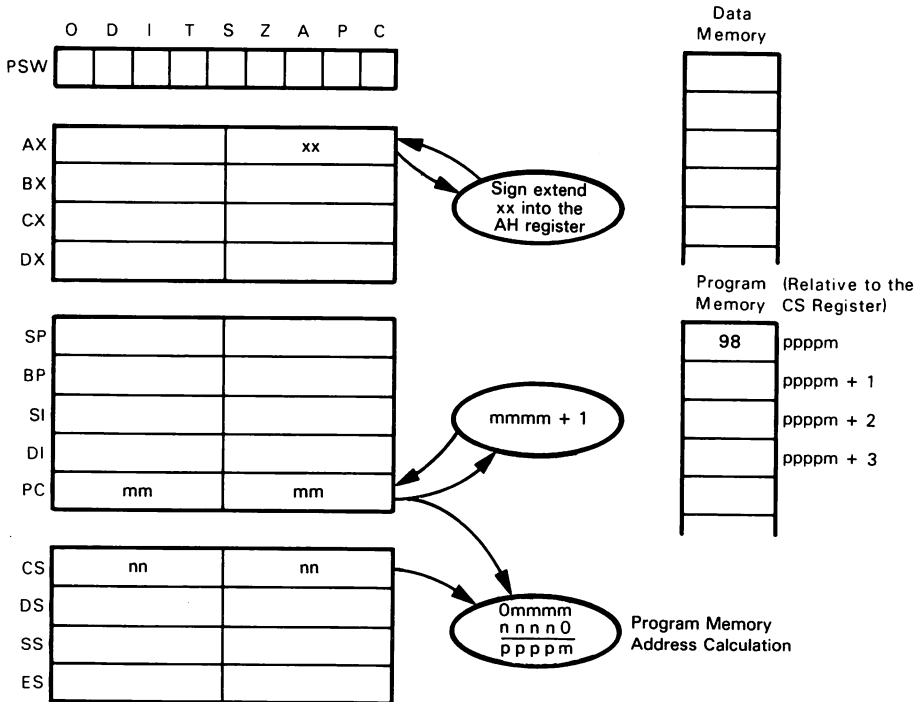 O D I T S Z A P C
PSW
AX xx
BX
CX
DX
Sign extend
xx into the
AH register
Data
Memory
SP
BP
SI
DI
PC mm mm
mmmm + 1
Program
Memory
(Relative to the
CS Register)
98 ppppm
ppppm + 1
ppppm + 2
ppppm + 3
CS nn nn
DS
SS
ES
0mmmm
nnnn0
ppppm
Program Memory
Address Calculation